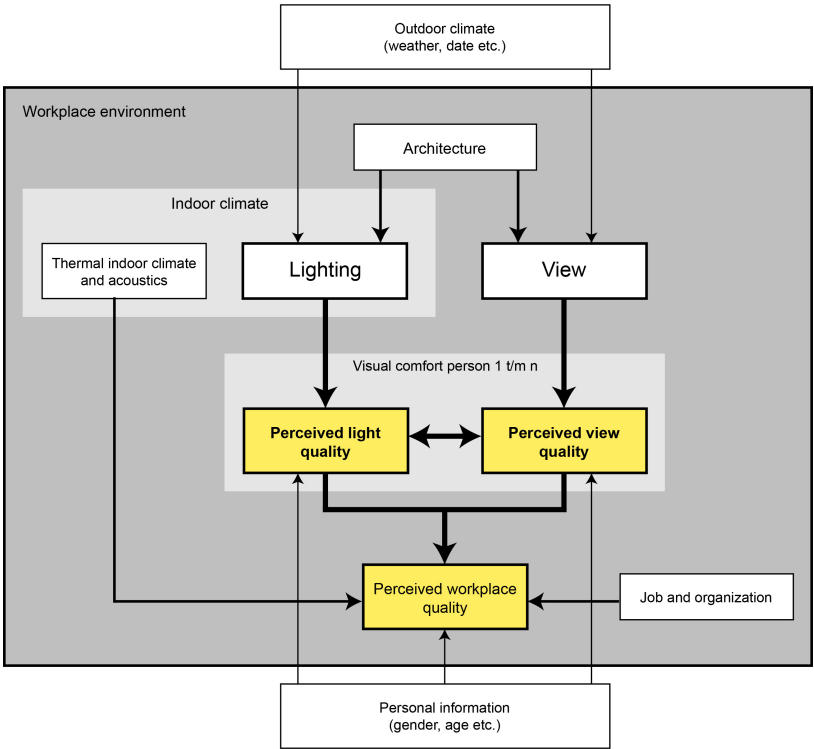 Outdoor climate
(weather, date etc.)
Workplace environment
Architecture
Indoor climate
Thermal indoor climate
and acoustics
Lighting
View
Visual comfort person 1 t/m n
Perceived light
quality
Perceived view
quality
Perceived workplace
quality
Job and organization
Personal information
(gender, age etc.)